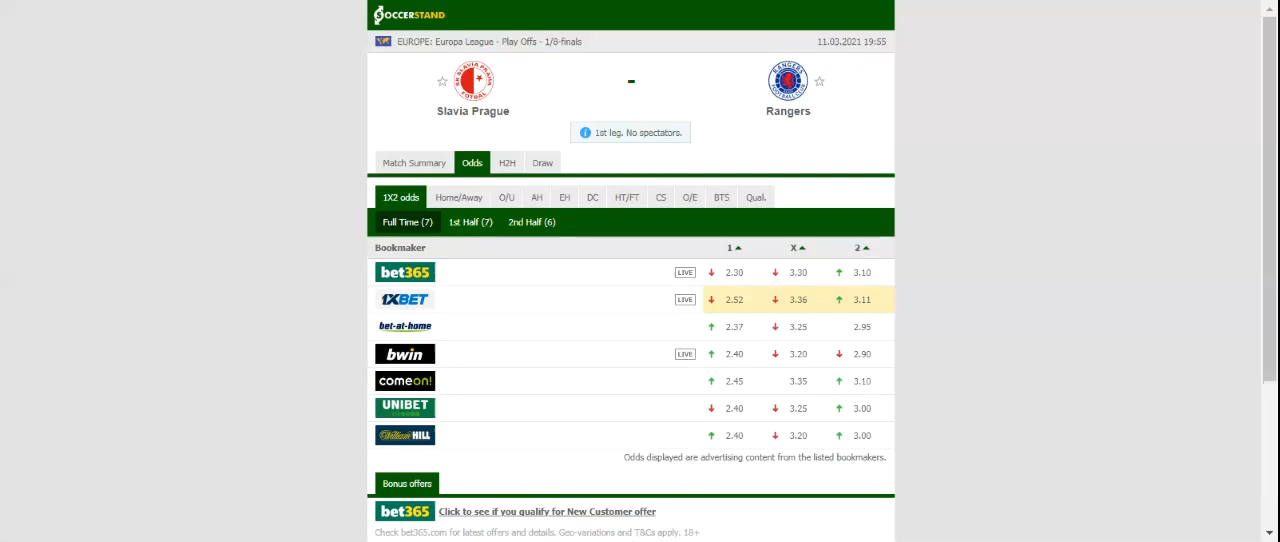 SOCCERSTAND
EUROPE: Europa League - Play Offs - 1/8-finals 11.03.2021 19:55
SK SLAVIA PRAHA FOTBAL - RANGERS FOOTBALL CLUB
Slavia Prague Rangers
1st leg. No spectators.
Match Summary Odds H2H Draw
1X2 odds Home/Away O/U AH EH DC HT/FT CS O/E BTS Qual.
Full Time (7) 1st Half (7) 2nd Half (6)
Bookmaker 1 X 2
bet365 LIVE 2.30 3.30 3.10
1XBET LIVE 2.52 3.36 3.11
bet-at-home 2.37 3.25 2.95
bwin LIVE 2.40 3.20 2.90
comeon! 2.45 3.35 3.10
UNIBET 2.40 3.25 3.00
William HILL 2.40 3.20 3.00
Odds displayed are advertising content from the listed bookmakers.
Bonus offers
bet365 Click to see if you qualify for New Customer offer
Check bet365.com for latest offers and details. Geo-variations and T&Cs apply. 18+